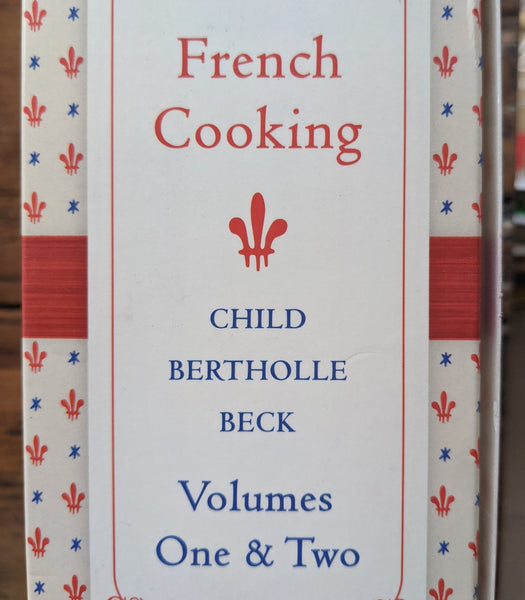 French
Cooking
CHILD
BERTHOLLE
BECK
Volumes
One & Two